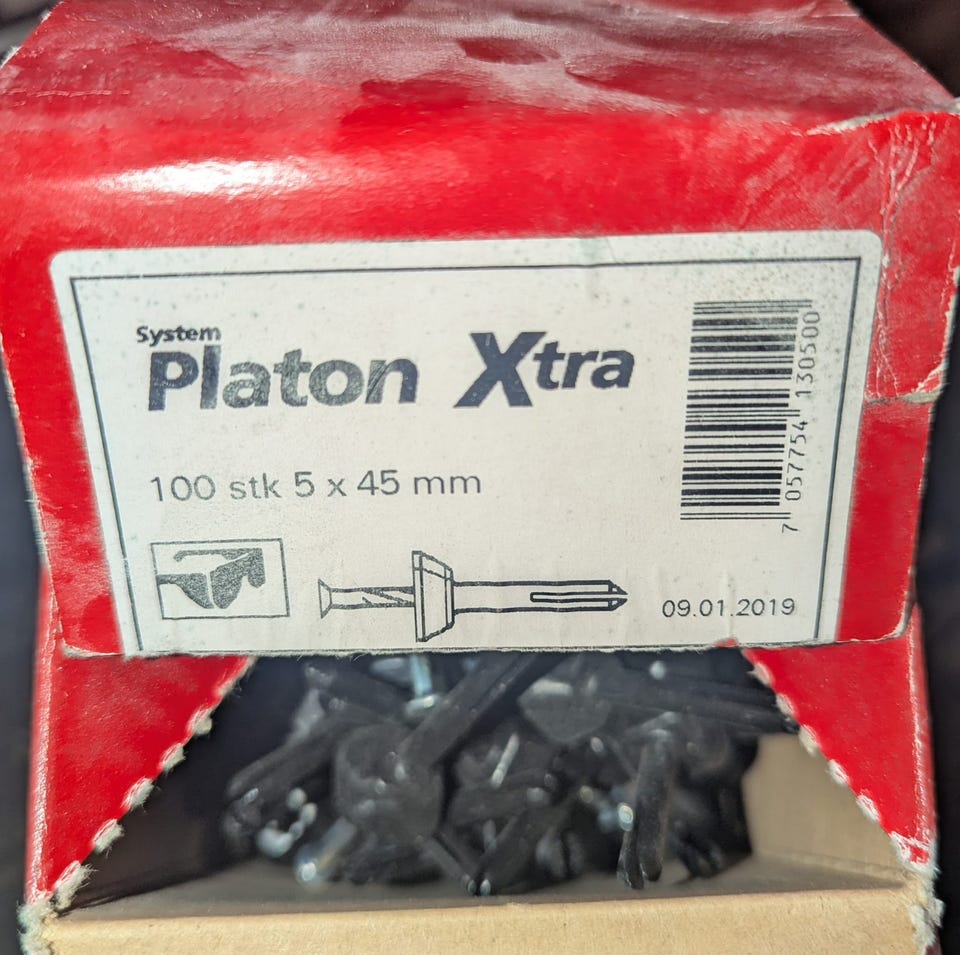 System
Platon Xtra
100 stk 5 x 45 mm
7 057754 130500
09.01.2019